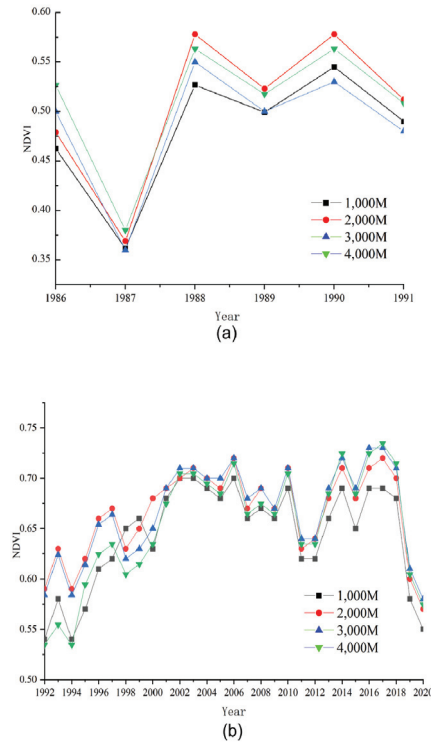 0.60
0.55
0.50
0.45
0.40
0.35
NDVI
1,000M
2,000M
3,000M
4,000M
1986 1987 1988 1989 1990 1991
Year
(a)
0.75
0.70
0.65
0.60
0.55
0.50
NDVI
1,000M
2,000M
3,000M
4,000M
1992 1994 1996 1998 2000 2002 2004 2006 2008 2010 2012 2014 2016 2018 2020
Year
(b)